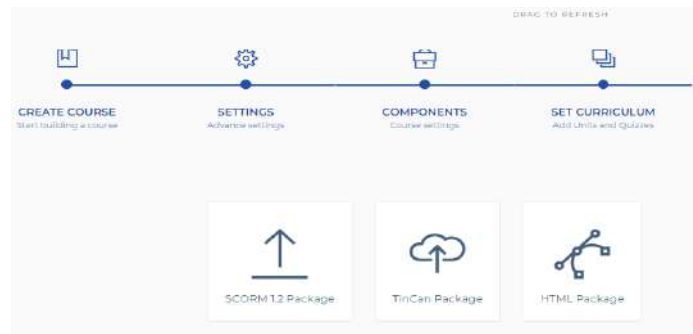 DRAG TO REFRESH
CREATE COURSE
Start building a course
SETTINGS
Advance settings
COMPONENTS
Course settings
SET CURRICULUM
Add Units and Quizzes
SCORM 1.2 Package
TinCan Package
HTML Package